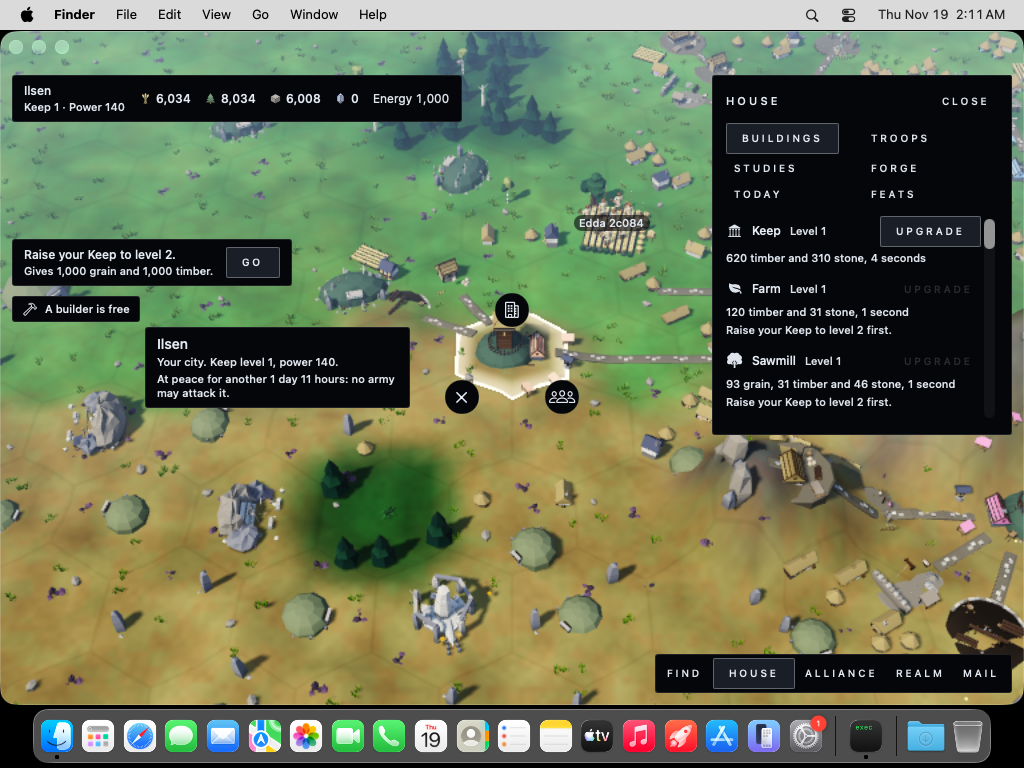 Finder File Edit View Go Window Help Thu Nov 19 2:11 AM
Ilsen
Keep 1 · Power 140
6,034 8,034 6,008 0 Energy 1,000
HOUSE CLOSE
BUILDINGS TROOPS
STUDIES FORGE
TODAY FEATS
Keep Level 1 UPGRADE
620 timber and 310 stone, 4 seconds
Farm Level 1 UPGRADE
120 timber and 31 stone, 1 second
Raise your Keep to level 2 first.
Sawmill Level 1 UPGRADE
93 grain, 31 timber and 46 stone, 1 second
Raise your Keep to level 2 first.
Edda 2c084
Raise your Keep to level 2.
Gives 1,000 grain and 1,000 timber.
GO
A builder is free
Ilsen
Your city. Keep level 1, power 140.
At peace for another 1 day 11 hours: no army
may attack it.
FIND HOUSE ALLIANCE REALM MAIL
Thu
19
tv
1
exec